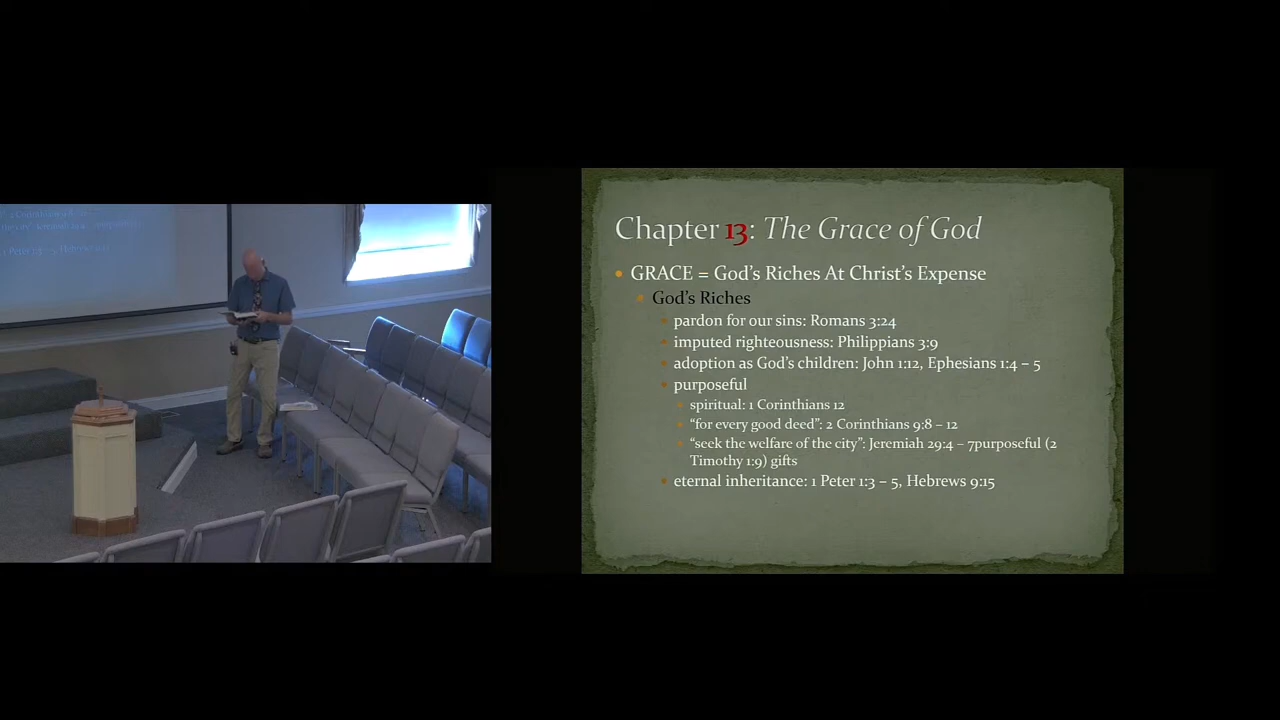 Chapter 13: The Grace of God
GRACE = God's Riches At Christ's Expense
God's Riches
pardon for our sins: Romans 3:24
imputed righteousness: Philippians 3:9
adoption as God's children: John 1:12, Ephesians 1:4 – 5
purposeful
spiritual: 1 Corinthians 12
“for every good deed”: 2 Corinthians 9:8 – 12
“seek the welfare of the city”: Jeremiah 29:4 – 7purposeful (2
Timothy 1:9) gifts
eternal inheritance: 1 Peter 1:3 – 5, Hebrews 9:15